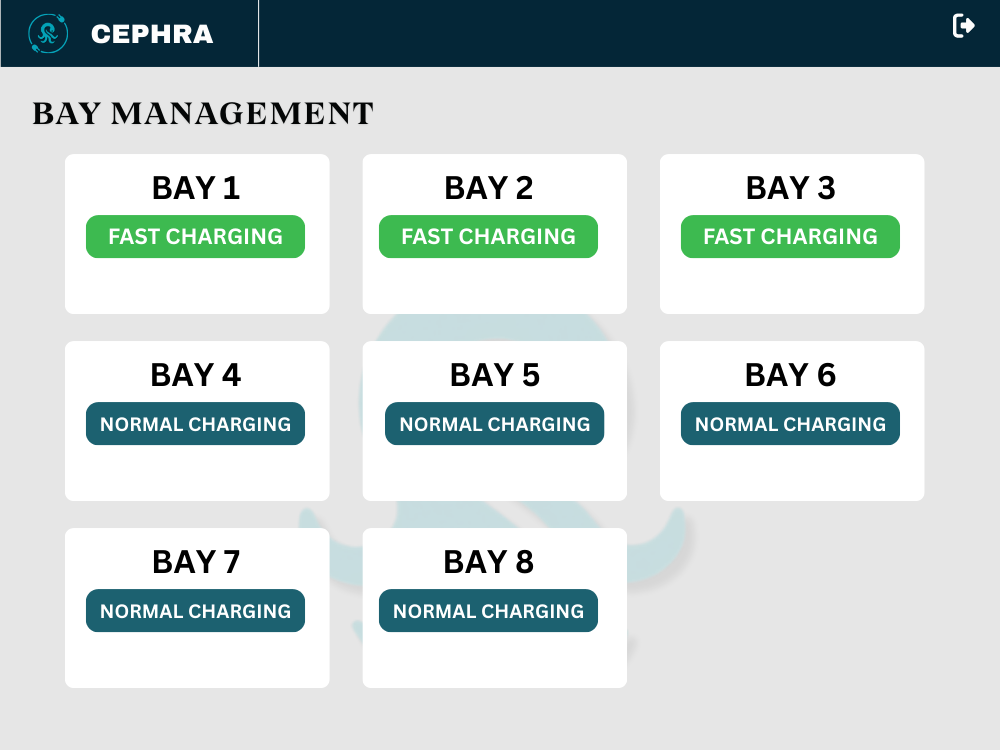 CEPHRA
BAY MANAGEMENT
BAY 1
FAST CHARGING
BAY 2
FAST CHARGING
BAY 3
FAST CHARGING
BAY 4
NORMAL CHARGING
BAY 5
NORMAL CHARGING
BAY 6
NORMAL CHARGING
BAY 7
NORMAL CHARGING
BAY 8
NORMAL CHARGING